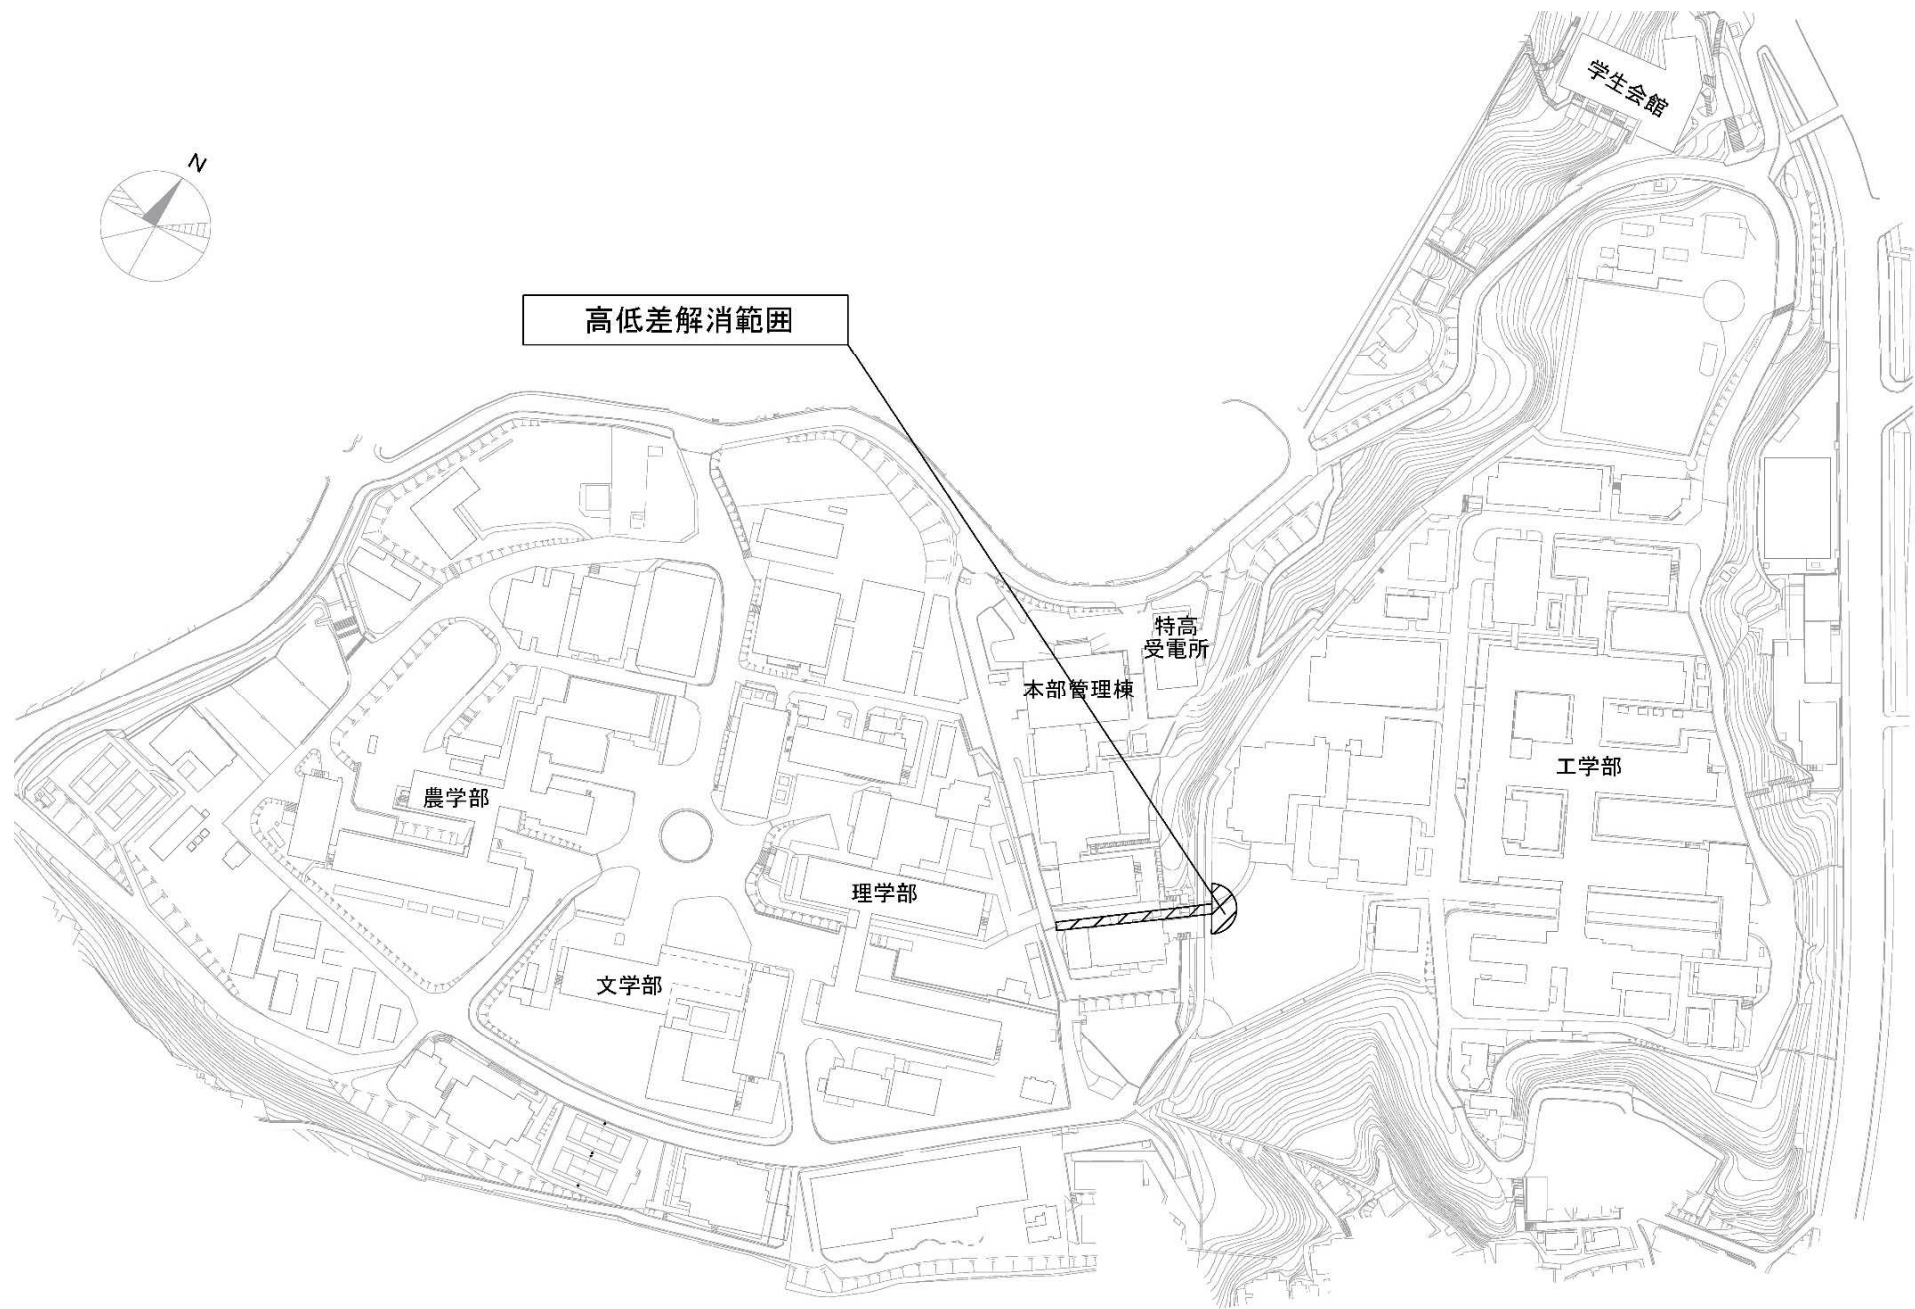 学生会館
N
高低差解消範囲
特高
受電所
本部管理棟
工学部
農学部
理学部
文学部